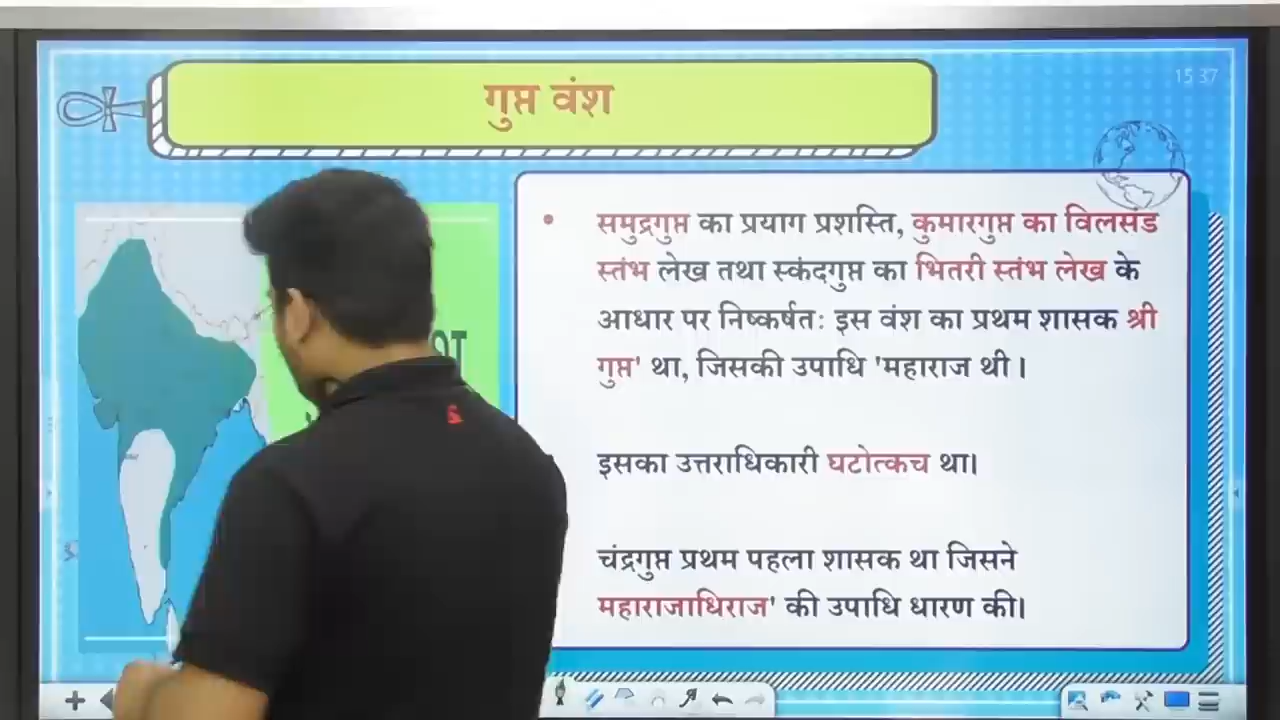 गुप्त वंश
15 37
समुद्रगुप्त का प्रयाग प्रशस्ति, कुमारगुप्त का विलसंड
स्तंभ लेख तथा स्कंदगुप्त का भितरी स्तंभ लेख के
आधार पर निष्कर्षतः इस वंश का प्रथम शासक श्री
गुप्त' था, जिसकी उपाधि 'महाराज थी।
इसका उत्तराधिकारी घटोत्कच था।
चंद्रगुप्त प्रथम पहला शासक था जिसने
महाराजाधिराज' की उपाधि धारण की।